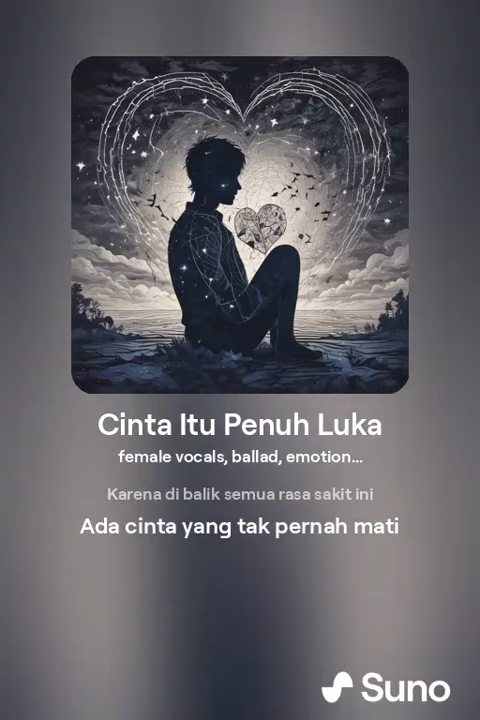 Cinta Itu Penuh Luka
female vocals, ballad, emotion...
Karena di balik semua rasa sakit ini
Ada cinta yang tak pernah mati
Suno